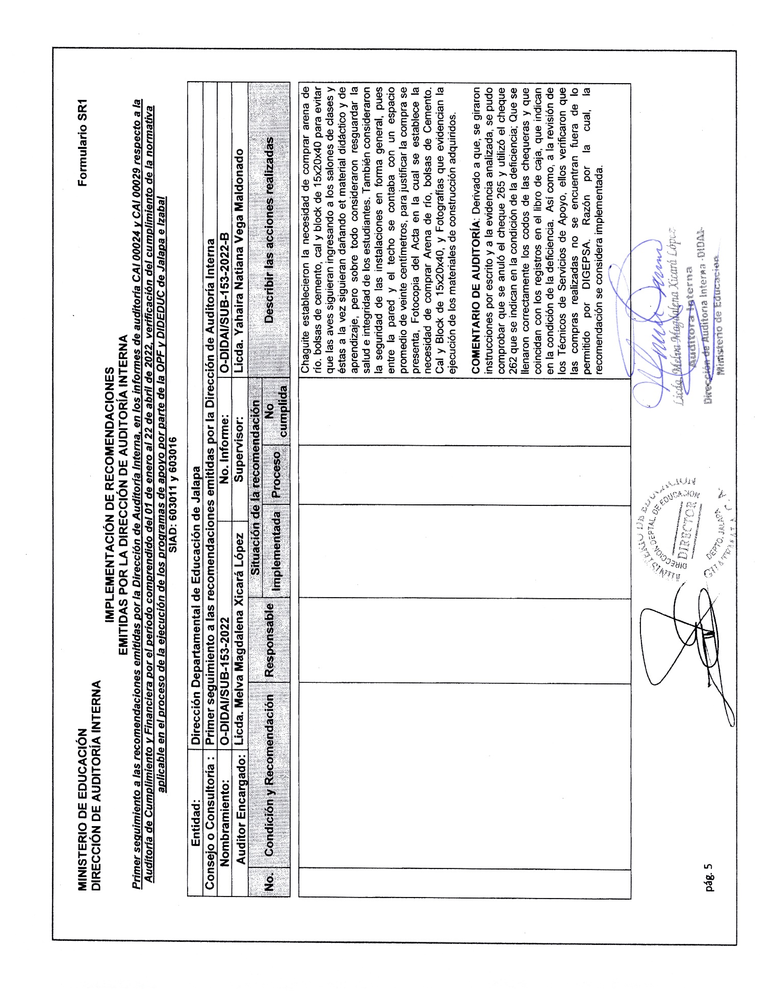 MINISTERIO DE EDUCACIÓN
DIRECCIÓN DE AUDITORÍA INTERNA
Formulario SR1
IMPLEMENTACIÓN DE RECOMENDACIONES
EMITIDAS POR LA DIRECCIÓN DE AUDITORÍA INTERNA
Primer seguimiento a las recomendaciones emitidas por la Dirección de Auditoría Interna, en los informes de auditoría CAI 00024 y CAI 00029 respecto a la
Auditoría de Cumplimiento y Financiera por el período comprendido del 01 de enero al 22 de abril de 2022, verificación del cumplimiento de la normativa
aplicable en el proceso de la ejecución de los programas de apoyo por parte de la OPF y DIDEDUC de Jalapa e Izabal
SIAD: 603011 y 603016
Entidad: Dirección Departamental de Educación de Jalapa
Consejo o Consultoría : Primer seguimiento a las recomendaciones emitidas por la Dirección de Auditoría Interna
Nombramiento: O-DIDAI/SUB-153-2022 No. Informe: O-DIDAI/SUB-153-2022-B
Auditor Encargado: Licda. Melva Magdalena Xicará López Supervisor: Licda. Yahaira Natiana Vega Maldonado
No. Condición y Recomendación Responsable Situación de la recomendación Describir las acciones realizadas
Implementada Proceso No cumplida
Chaguite establecieron la necesidad de comprar arena de
río. bolsas de cemento, cal y block de 15x20x40 para evitar
que las aves siguieran ingresando a los salones de clases y
éstas a la vez siguieran dañando et material didáctico y de
aprendizaje, pero sobre todo consideraron resguardar la
salud e integridad de los estudiantes. También consideraron
la seguridad de las instalaciones en forma general, pues
entre la pared y el techo se contaba con un espacio
promedio de veinte centímetros, para justificar la compra se
presenta, Fotocopia del Acta en la cual se establece la
necesidad de comprar Arena de río, bolsas de Cemento.
Cal y Block de 15x20x40, y Fotografías que evidencian la
ejecución de los materiales de construcción adquiridos.
COMENTARIO DE AUDITORÍA: Derivado a que, se giraron
instrucciones por escrito y a la evidencia analizada, se pudo
comprobar que se anuló el cheque 265 y utilizó el cheque
262 que se indican en la condición de la deficiencia; Que se
llenaron correctamente los codos de las chequeras y que
coincidan con los registros en el libro de caja, que indican
en la condición de la deficiencia. Así como, a la revisión de
los Técnicos de Servicios de Apoyo, ellos verificaron que
las compras realizadas no se encuentran fuera de lo
permitido por DIGEPSA. Razón por la cual, la
recomendación se considera implementada.
MINISTERIO DE EDUCACION
DIRECCION DEPTAL. DE EDUCACION
DIRECTOR
DEPTO. JALAPA
GUATEMALA, C. A.
Licda. Melva Magdalena Xicará López
Auditora Interna
Dirección de Auditoria Interna -DIDAI-
Ministerio de Educación
pág. 5